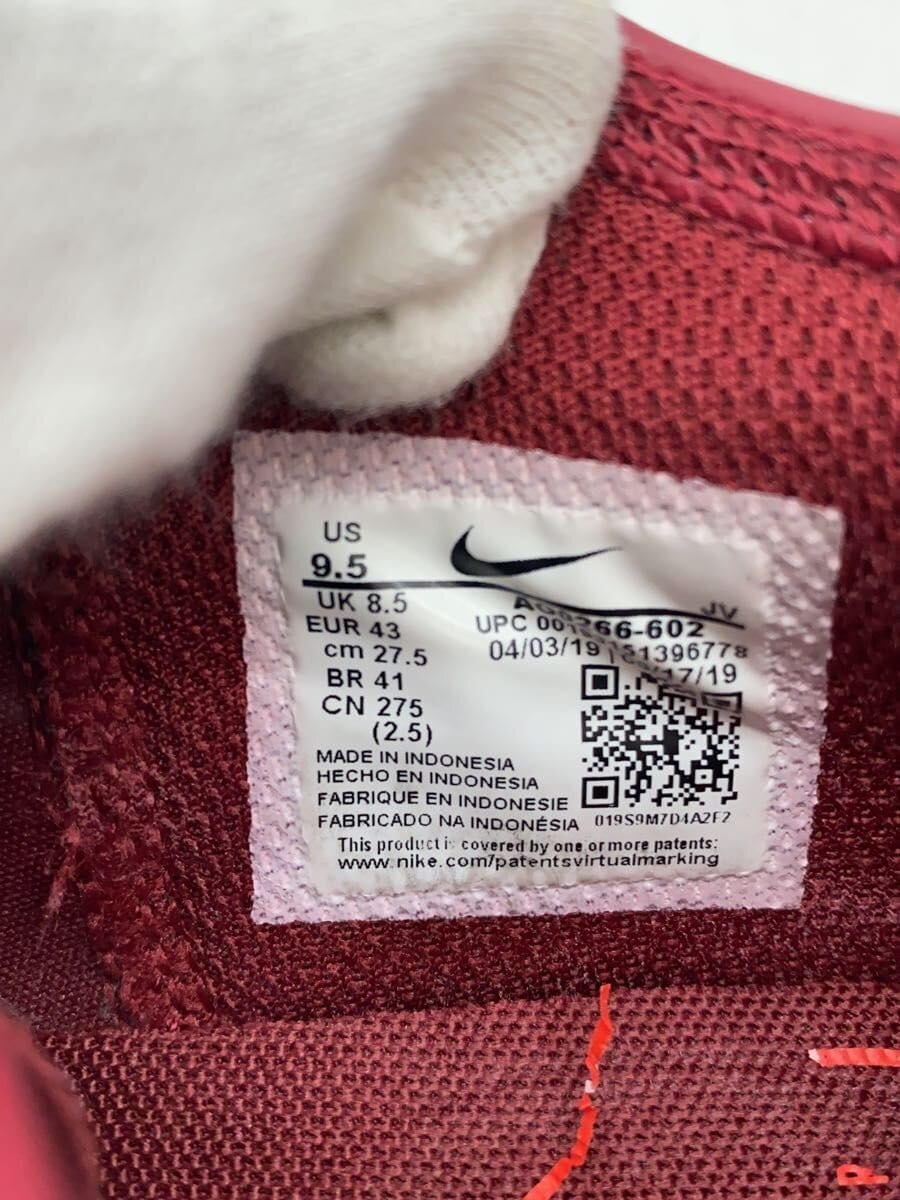 US
9.5
UK 8.5
EUR 43
cm 27.5
BR 41
CN 275
(2.5)
JV
66-602
UPC
04/03/19
17/19
MADE IN INDONESIA
HECHO EN INDONESIA
FABRIQUE EN INDONESIE
FABRICADO NA INDONÉSIA
019S9M7D4A2F2
This product is covered by one or more patents:
www.nike.com/patentsvirtualmarking